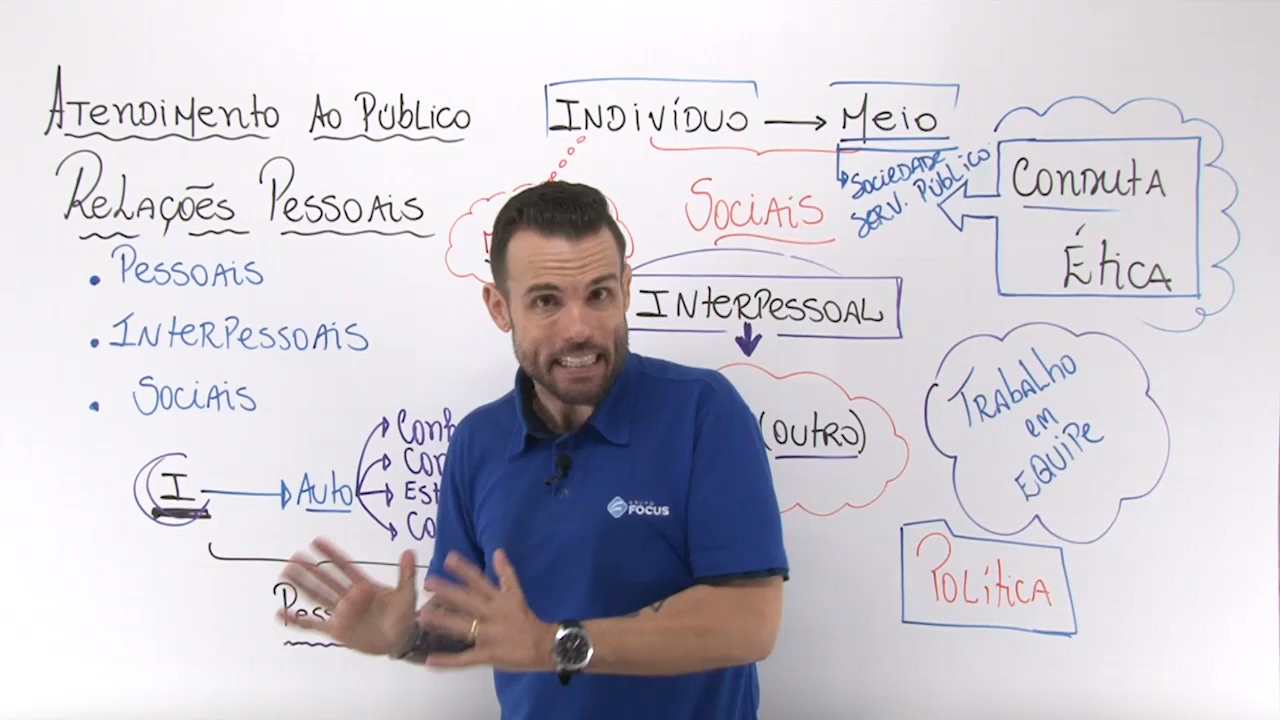 Atendimento Ao Público
Relações Pessoais
• Pessoais
• Interpessoais
• Sociais
I
Auto
Indivíduo
Meio
Sociedade
Serv. Público
Sociais
Interpessoal
(outro)
Conduta
Ética
Trabalho
em
Equipe
Política
GRUPO
FOCUS